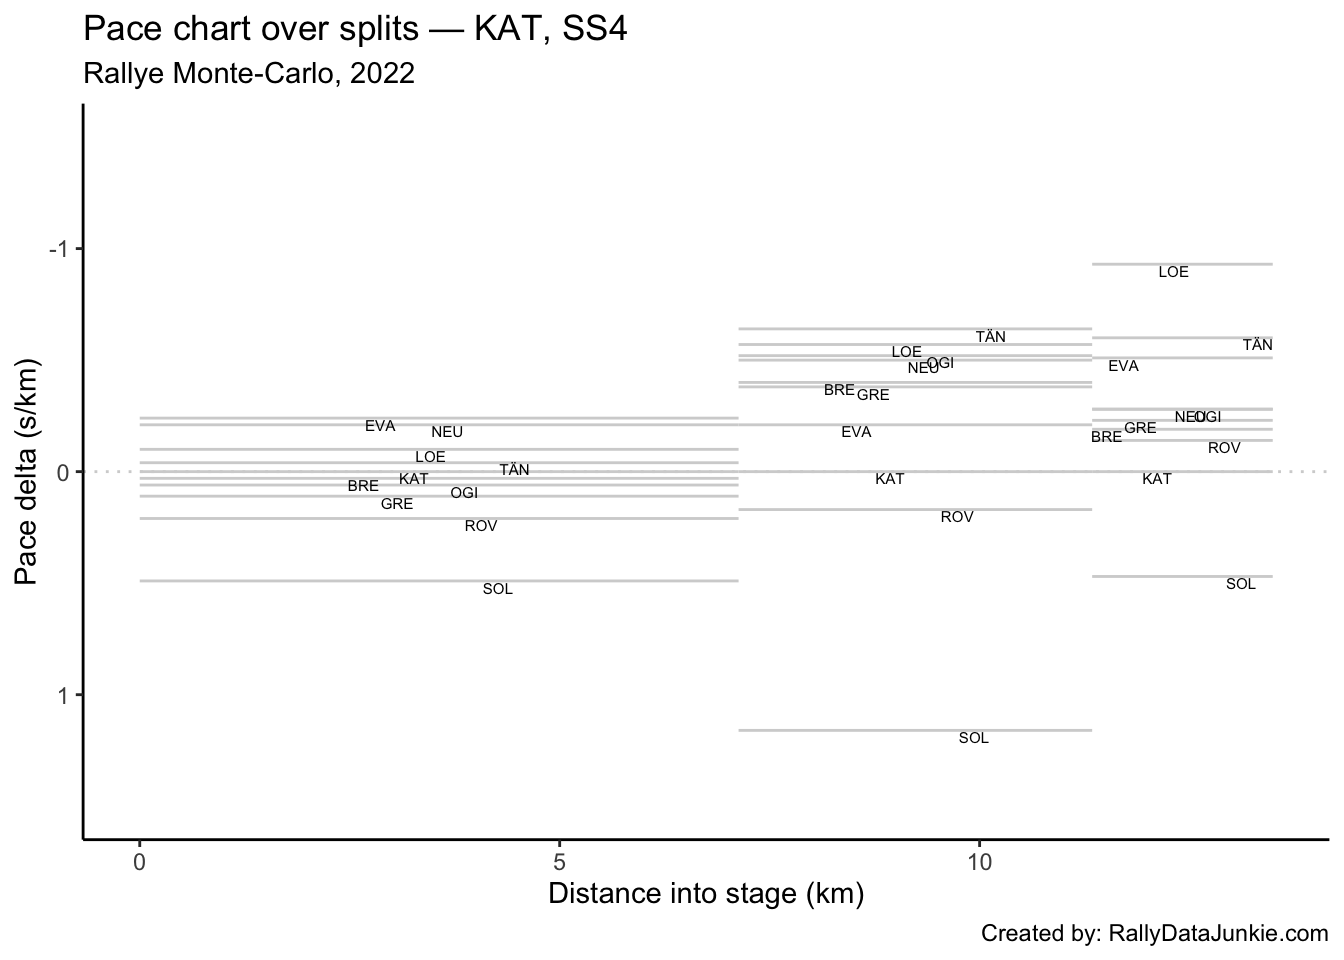 Pace chart over splits — KAT, SS4
Rallye Monte-Carlo, 2022
Pace delta (s/km)
-1
0
1
EVA
NEU
LOE
TÄN
KAT
BRE
OGI
GRE
ROV
SOL
TÄN
LOE
OGI
NEU
BRE
GRE
EVA
KAT
ROV
SOL
LOE
TÄN
EVA
NEU
OGI
GRE
BRE
ROV
KAT
SOL
0
5
10
Distance into stage (km)
Created by: RallyDataJunkie.com